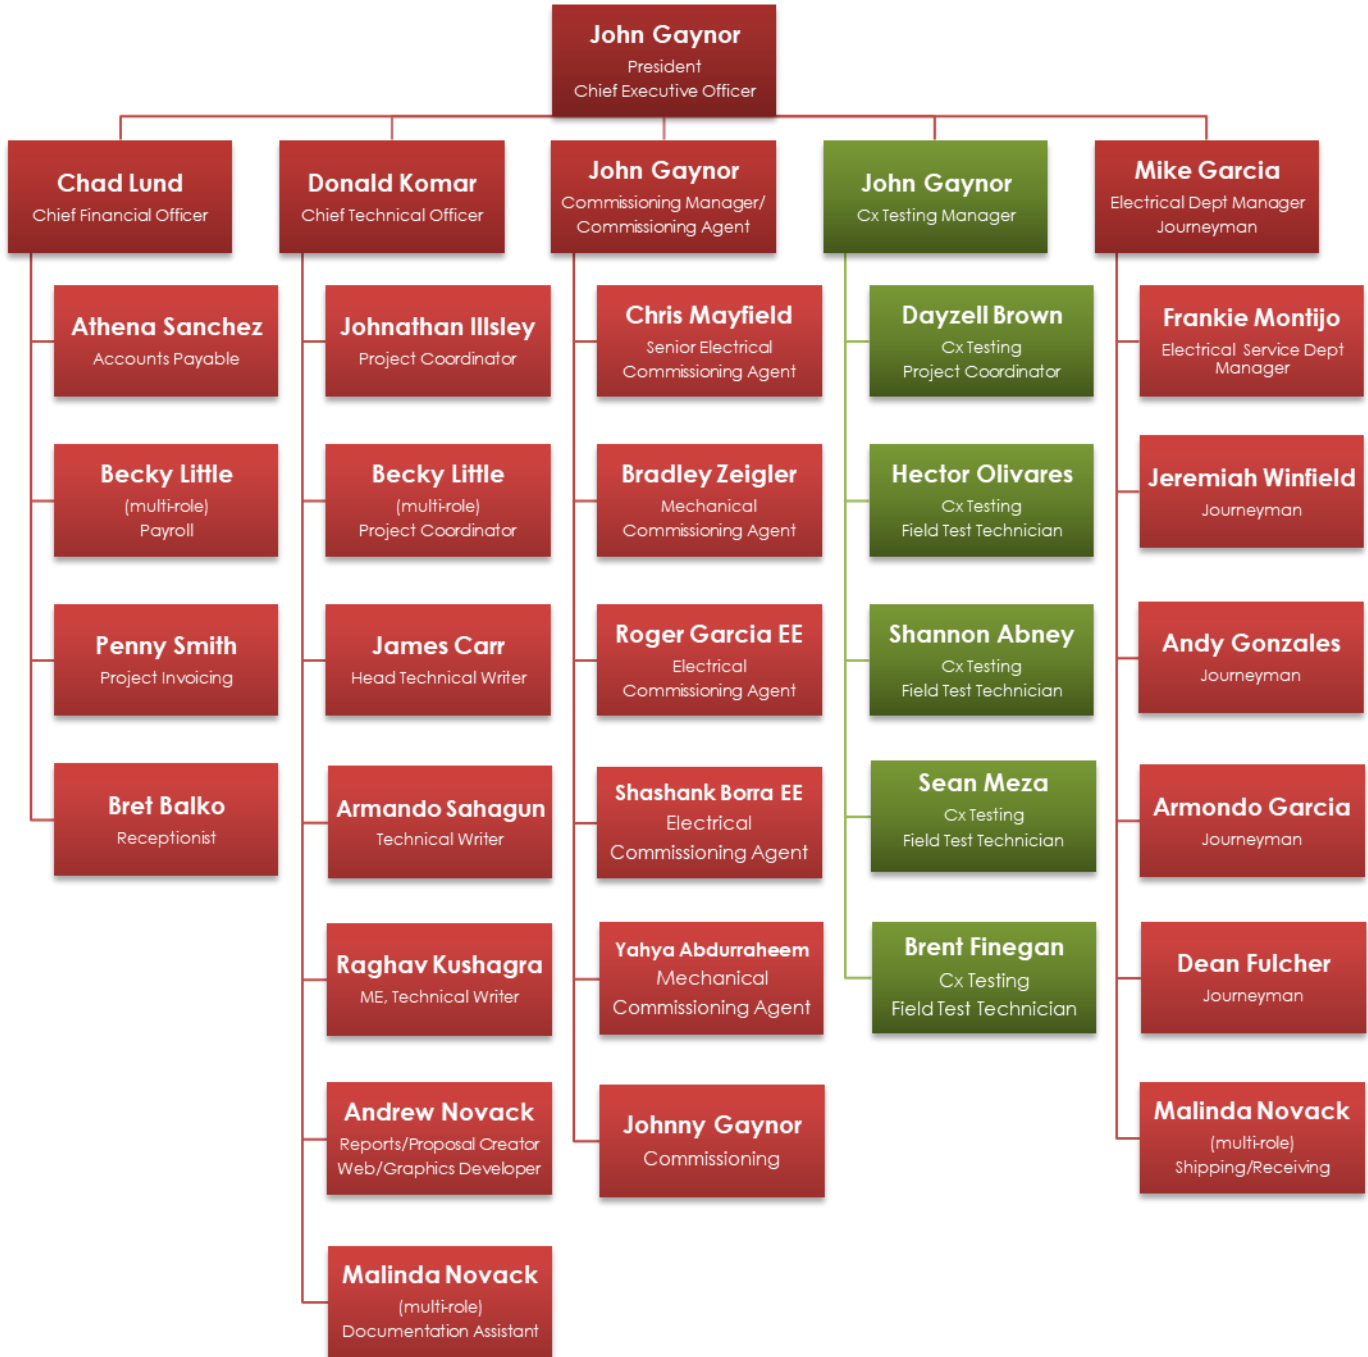 John Gaynor
President
Chief Executive Officer
Chad Lund
Chief Financial Officer
Athena Sanchez
Accounts Payable
Becky Little
(multi-role)
Payroll
Penny Smith
Project Invoicing
Bret Balko
Receptionist
Donald Komar
Chief Technical Officer
Johnathan Illsley
Project Coordinator
Becky Little
(multi-role)
Project Coordinator
James Carr
Head Technical Writer
Armando Sahagun
Technical Writer
Raghav Kushagra
ME, Technical Writer
Andrew Novack
Reports/Proposal Creator
Web/Graphics Developer
Malinda Novack
(multi-role)
Documentation Assistant
John Gaynor
Commissioning Manager/
Commissioning Agent
Chris Mayfield
Senior Electrical
Commissioning Agent
Bradley Zeigler
Mechanical
Commissioning Agent
Roger Garcia EE
Electrical
Commissioning Agent
Shashank Borra EE
Electrical
Commissioning Agent
Yahya Abdurraheem
Mechanical
Commissioning Agent
Johnny Gaynor
Commissioning
John Gaynor
Cx Testing Manager
Dayzell Brown
Cx Testing
Project Coordinator
Hector Olivares
Cx Testing
Field Test Technician
Shannon Abney
Cx Testing
Field Test Technician
Sean Meza
Cx Testing
Field Test Technician
Brent Finegan
Cx Testing
Field Test Technician
Mike Garcia
Electrical Dept Manager
Journeyman
Frankie Montijo
Electrical Service Dept
Manager
Jeremiah Winfield
Journeyman
Andy Gonzales
Journeyman
Armondo Garcia
Journeyman
Dean Fulcher
Journeyman
Malinda Novack
(multi-role)
Shipping/Receiving